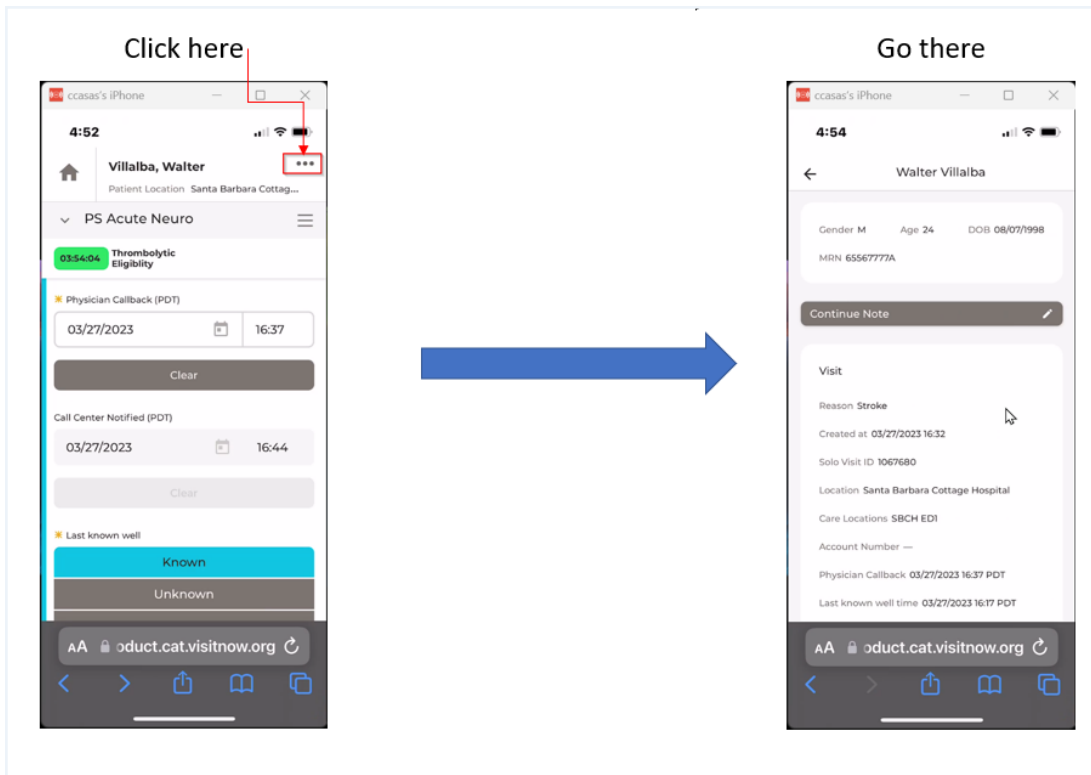 Click here
Go there
ccasas's iPhone
4:52
Villalba, Walter
Patient Location Santa Barbara Cottag...
PS Acute Neuro
03:54:04
Thrombolytic
Eligiblity
Physician Callback (PDT)
03/27/2023 16:37
Clear
Call Center Notified (PDT)
03/27/2023 16:44
Clear
Last known well
Known
Unknown
AA oduct.cat.visitnow.org
ccasas's iPhone
4:54
Walter Villalba
Gender M Age 24 DOB 08/07/1998
MRN 65567777A
Continue Note
Visit
Reason Stroke
Created at 03/27/2023 16:32
Solo Visit ID 1067680
Location Santa Barbara Cottage Hospital
Care Locations SBCH ED1
Account Number —
Physician Callback 03/27/2023 16:37 PDT
Last known well time 03/27/2023 16:17 PDT
AA oduct.cat.visitnow.org